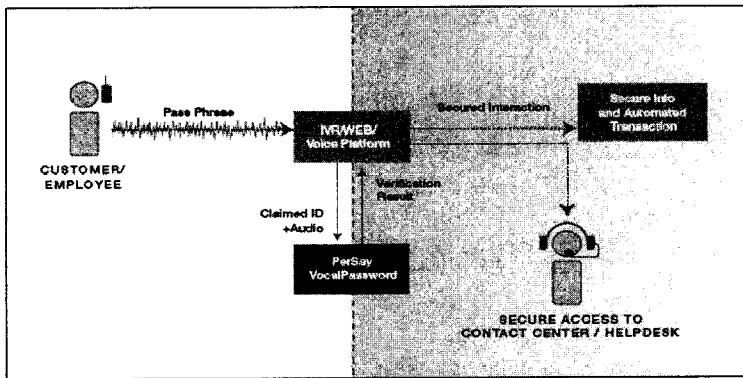 Pass Phrase
CUSTOMER/
EMPLOYEE
IVR/WEB/
Voice Platform
Secured Interaction
Secure Info
and Automated
Transaction
Claimed ID
+Audio
Verification
Result
PerSay
VocalPassword
SECURE ACCESS TO
CONTACT CENTER / HELPDESK